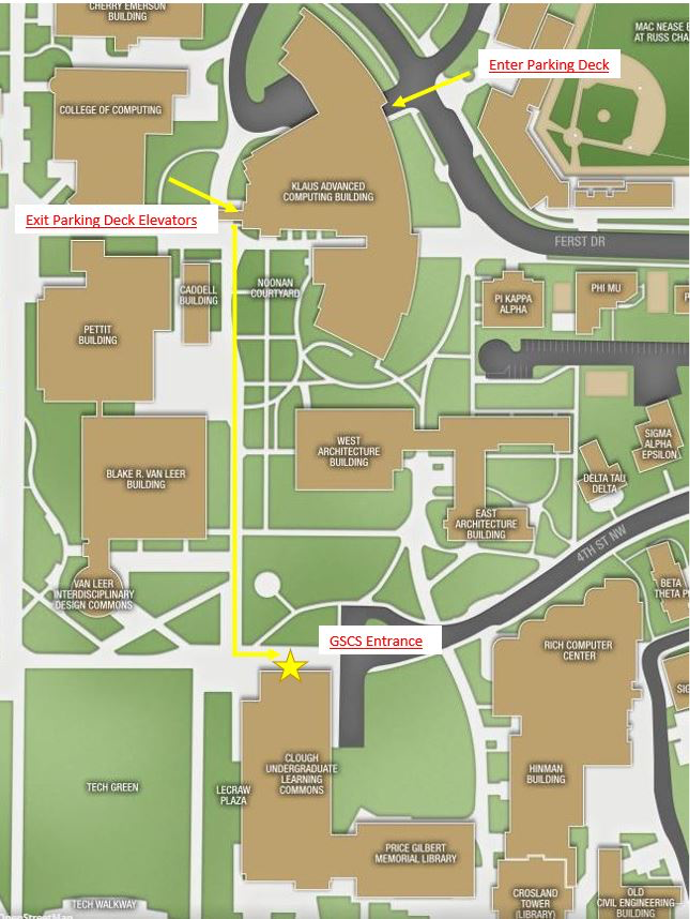 CHERRY EMERSON
BUILDING
MAC NEASE
AT RUSS CHA
Enter Parking Deck
COLLEGE OF COMPUTING
KLAUS ADVANCED
COMPUTING BUILDING
Exit Parking Deck Elevators
FERST DR
CADDELL
BUILDING
NOONAN
COURTYARD
PI KAPPA
ALPHA
PHI MU
PETTIT
BUILDING
WEST
ARCHITECTURE
BUILDING
SIGMA
ALPHA
EPSILON
BLAKE R. VAN LEER
BUILDING
DELTA TAU
DELTA
EAST
ARCHITECTURE
BUILDING
4TH ST NW
VAN LEER
INTERDISCIPLINARY
DESIGN COMMONS
BETA
THETA P
GSCS Entrance
RICH COMPUTER
CENTER
SIG
CLOUGH
UNDERGRADUATE
LEARNING
COMMONS
HINMAN
BUILDING
TECH GREEN
LECRAW
PLAZA
PRICE GILBERT
MEMORIAL LIBRARY
TECH WALKWAY
CROSLAND
TOWER
(LIBRARY)
OLD
CIVIL ENGINEERING
BUILDING